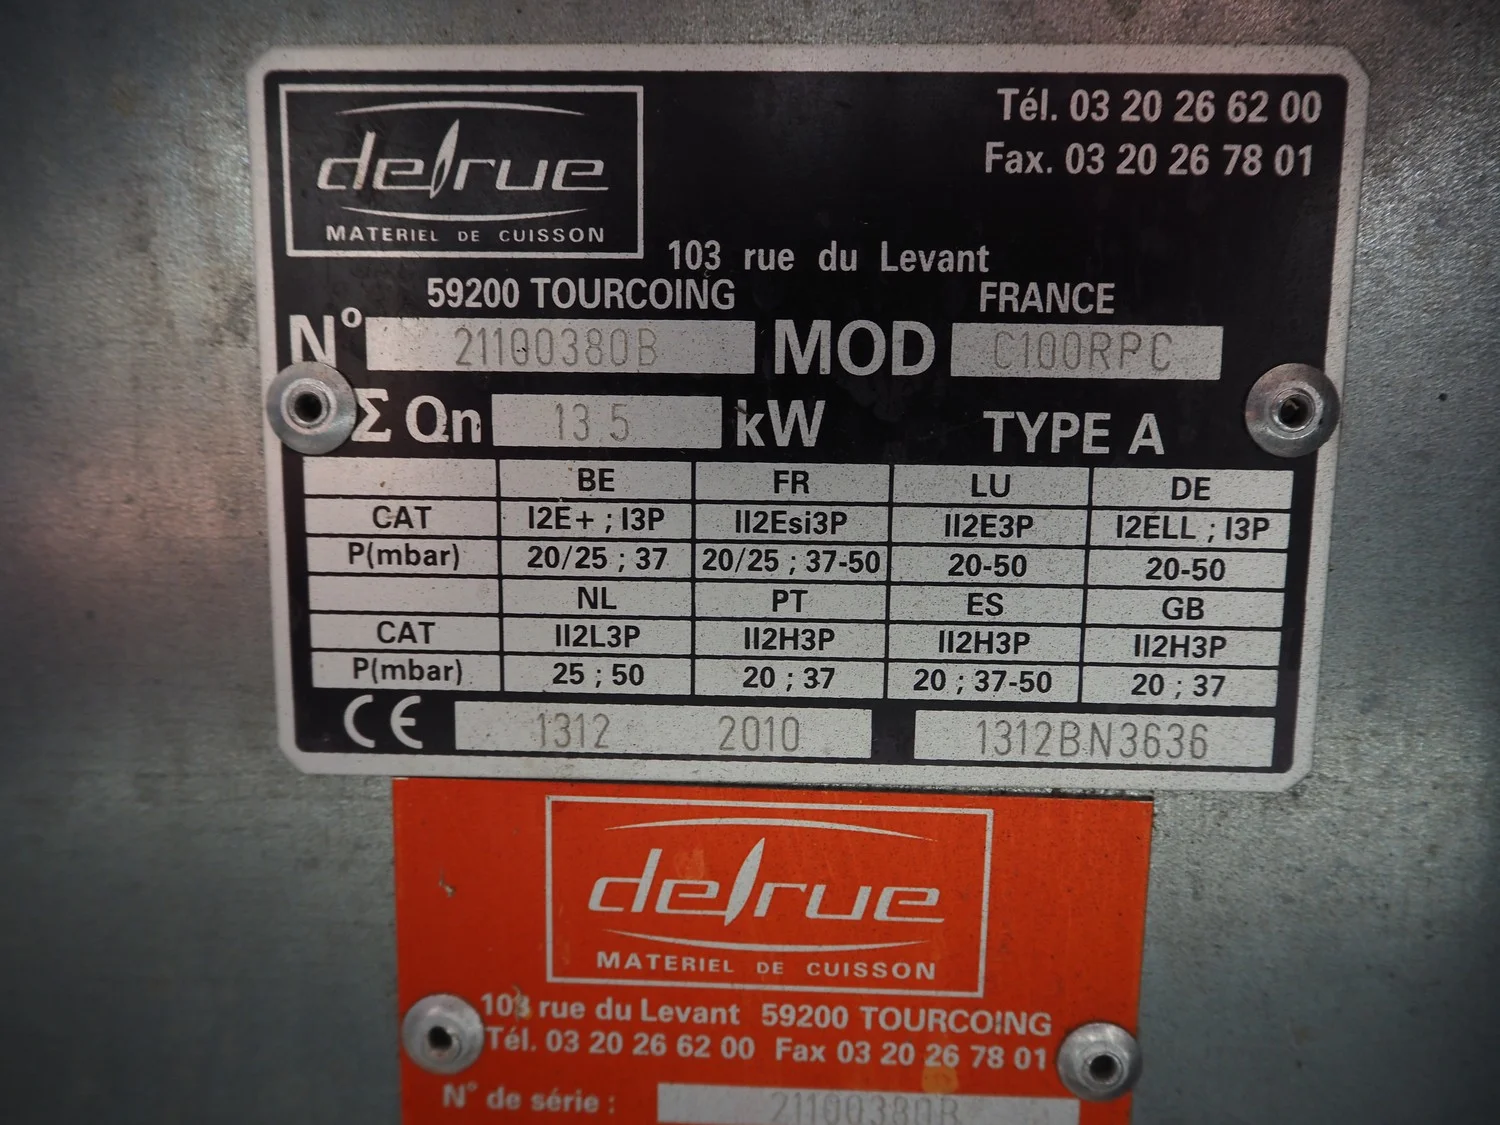 delrue
MATERIEL DE CUISSON
Tél. 03 20 26 62 00
Fax. 03 20 26 78 01
103 rue du Levant
59200 TOURCOING FRANCE
N° 21100380B MOD C100RPC
Σ Qn 13 5 kW TYPE A
BE FR LU DE
CAT I2E+ ; I3P II2Esi3P II2E3P I2ELL ; I3P
P(mbar) 20/25 ; 37 20/25 ; 37-50 20-50 20-50
NL PT ES GB
CAT II2L3P II2H3P II2H3P II2H3P
P(mbar) 25 ; 50 20 ; 37 20 ; 37-50 20 ; 37
CE 1312 2010 1312BN3636
delrue
MATERIEL DE CUISSON
103 rue du Levant 59200 TOURCOING
Tél. 03 20 26 62 00 Fax 03 20 26 78 01
N° de série : 21100380B